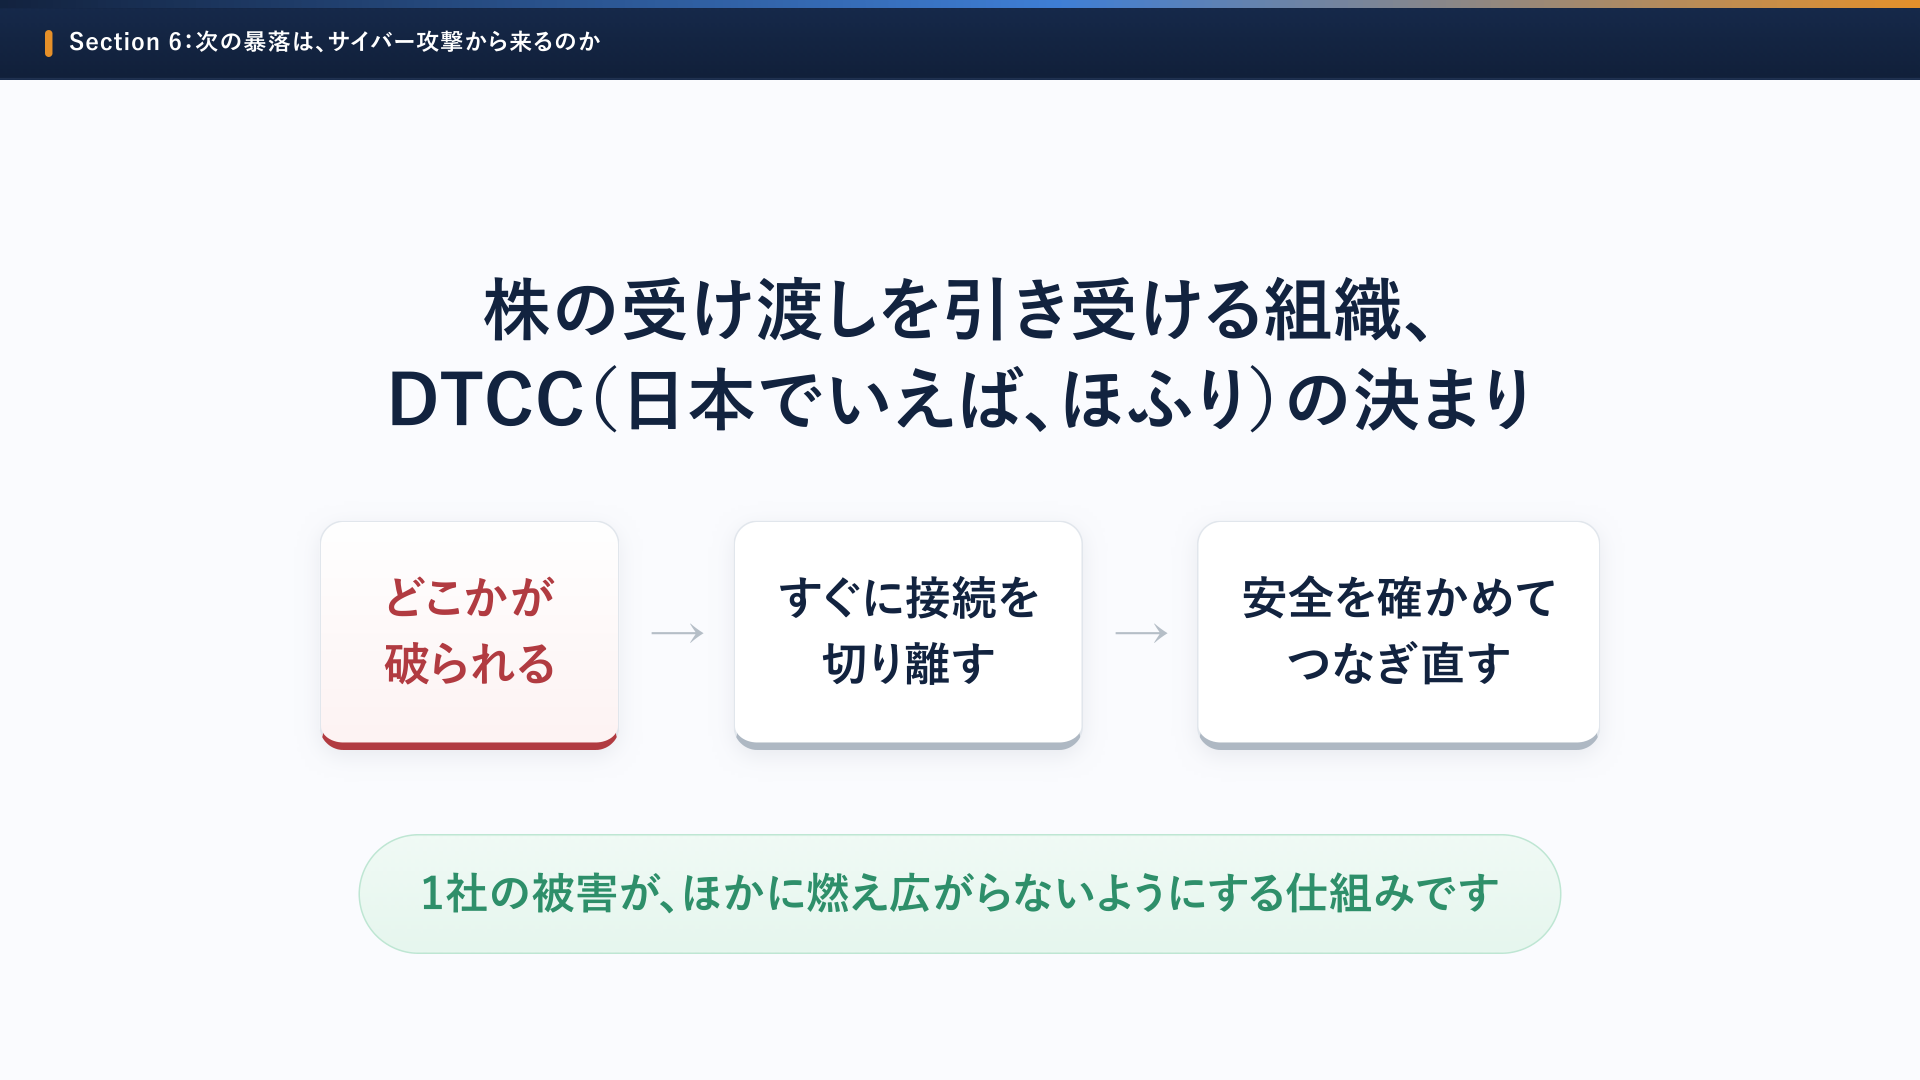 Section 6：次の暴落は、サイバー攻撃から来るのか
株の受け渡しを引き受ける組織、
DTCC（日本でいえば、ほふり）の決まり
どこかが
破られる
→
すぐに接続を
切り離す
→
安全を確かめて
つなぎ直す
1社の被害が、ほかに燃え広がらないようにする仕組みです